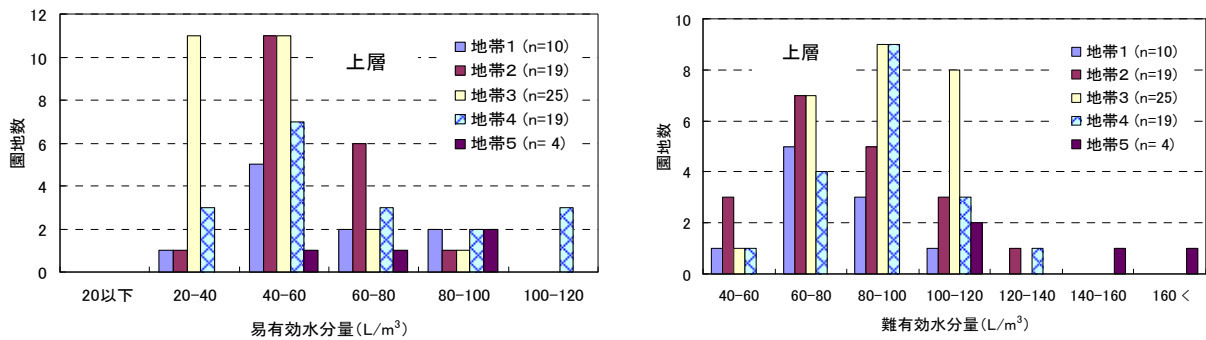 12
10
8
6
4
2
0
園地数
上層
地帯1 (n=10)
地帯2 (n=19)
地帯3 (n=25)
地帯4 (n=19)
地帯5 (n= 4)
20以下 20-40 40-60 60-80 80-100 100-120
易有効水分量(L/m³)
10
8
6
4
2
0
園地数
上層
地帯1 (n=10)
地帯2 (n=19)
地帯3 (n=25)
地帯4 (n=19)
地帯5 (n= 4)
40-60 60-80 80-100 100-120 120-140 140-160 160 <
難有効水分量(L/m³)